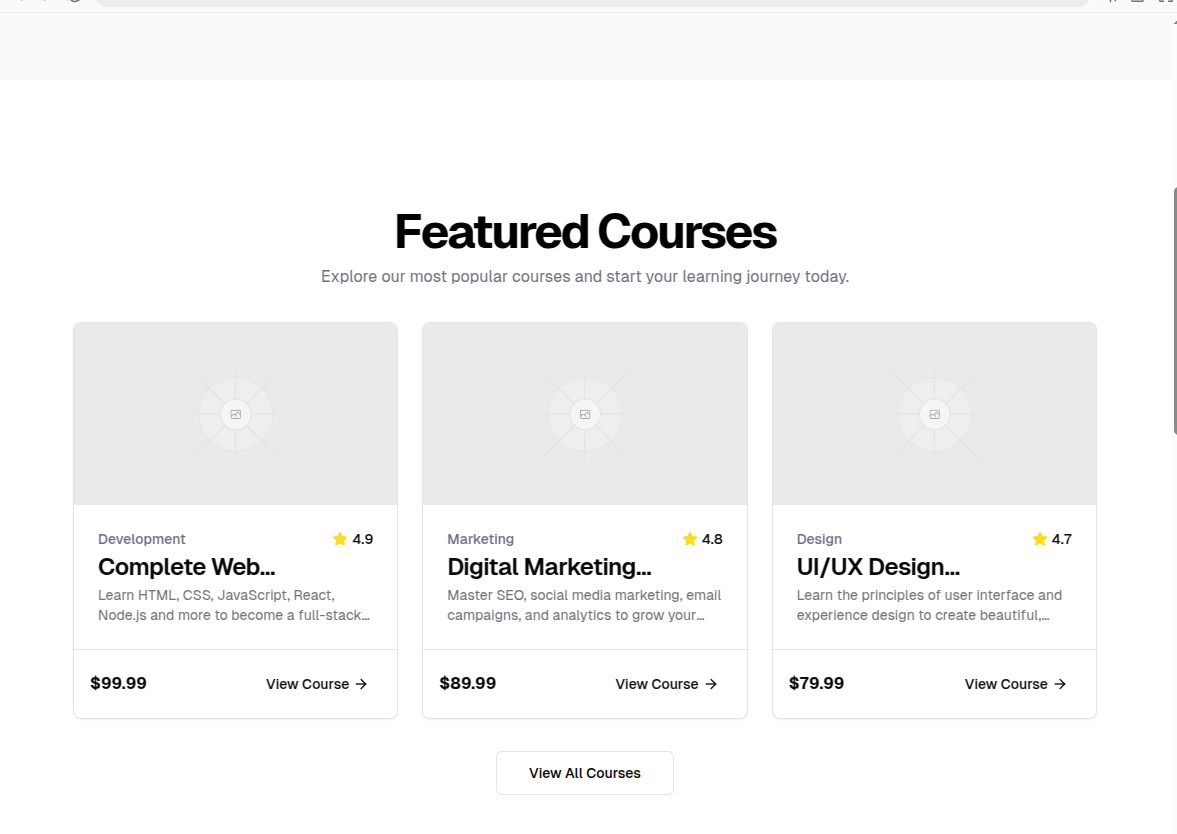 Featured Courses
Explore our most popular courses and start your learning journey today.
Development
4.9
Complete Web...
Learn HTML, CSS, JavaScript, React,
Node.js and more to become a full-stack...
$99.99
View Course →
Marketing
4.8
Digital Marketing...
Master SEO, social media marketing, email
campaigns, and analytics to grow your...
$89.99
View Course →
Design
4.7
UI/UX Design...
Learn the principles of user interface and
experience design to create beautiful,...
$79.99
View Course →
View All Courses